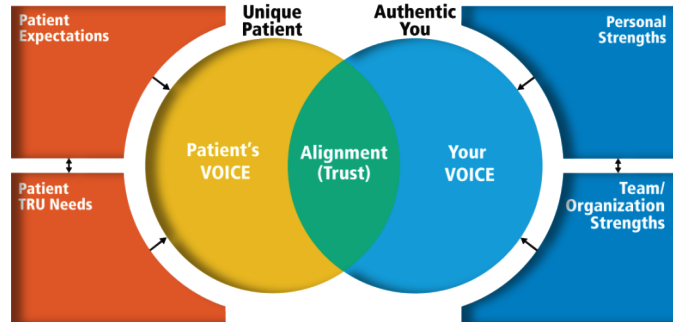 Patient
Expectations
Unique
Patient
Authentic
You
Personal
Strengths
Patient's
VOICE
Alignment
(Trust)
Your
VOICE
Patient
TRU Needs
Team/
Organization
Strengths